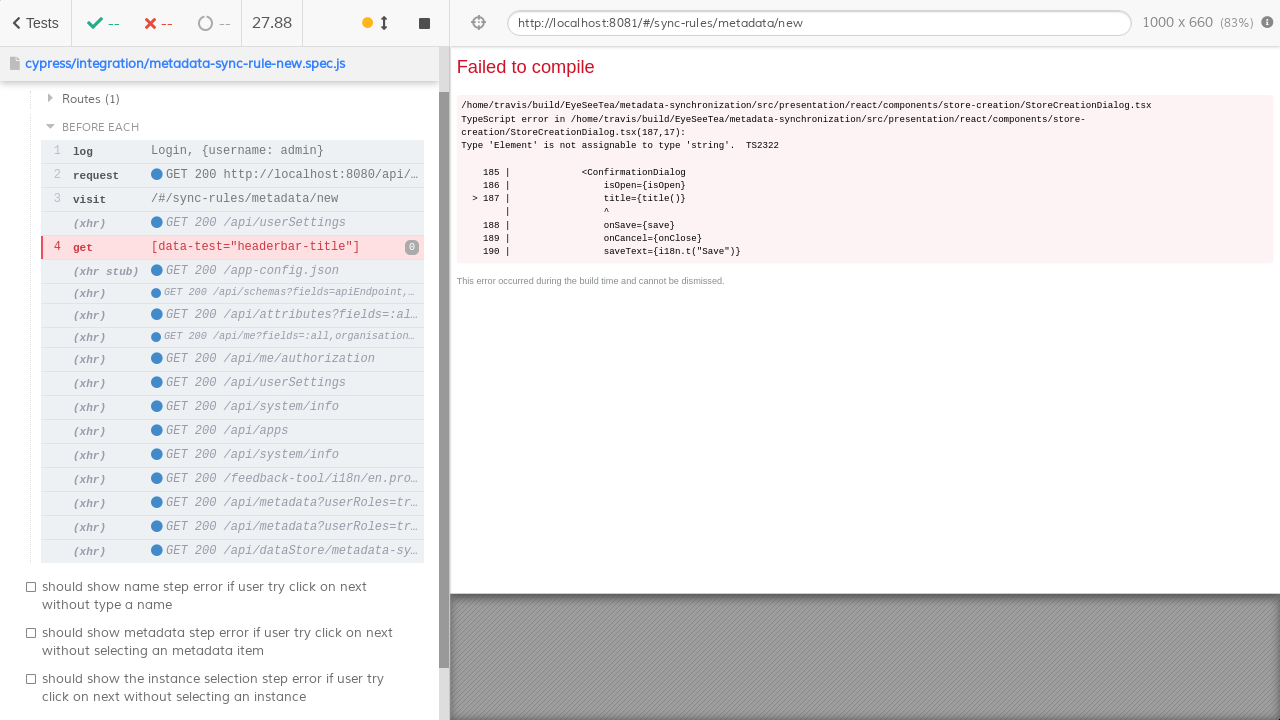 Tests
--
--
--
27.88
http://localhost:8081/#/sync-rules/metadata/new
1000 x 660 (83%)
cypress/integration/metadata-sync-rule-new.spec.js
Routes (1)
BEFORE EACH
1 log Login, {username: admin}
2 request GET 200 http://localhost:8080/api/…
3 visit /#/sync-rules/metadata/new
(xhr) GET 200 /api/userSettings
4 get [data-test="headerbar-title"] 0
(xhr stub) GET 200 /app-config.json
(xhr) GET 200 /api/schemas?fields=apiEndpoint,…
(xhr) GET 200 /api/attributes?fields=:al…
(xhr) GET 200 /api/me?fields=:all,organisation…
(xhr) GET 200 /api/me/authorization
(xhr) GET 200 /api/userSettings
(xhr) GET 200 /api/system/info
(xhr) GET 200 /api/apps
(xhr) GET 200 /api/system/info
(xhr) GET 200 /feedback-tool/i18n/en.pro…
(xhr) GET 200 /api/metadata?userRoles=tr…
(xhr) GET 200 /api/metadata?userRoles=tr…
(xhr) GET 200 /api/dataStore/metadata-sy…
should show name step error if user try click on next
without type a name
should show metadata step error if user try click on next
without selecting an metadata item
should show the instance selection step error if user try
click on next without selecting an instance
Failed to compile
/home/travis/build/EyeSeeTea/metadata-synchronization/src/presentation/react/components/store-creation/StoreCreationDialog.tsx
TypeScript error in /home/travis/build/EyeSeeTea/metadata-synchronization/src/presentation/react/components/store-
creation/StoreCreationDialog.tsx(187,17):
Type 'Element' is not assignable to type 'string'.  TS2322
185 | <ConfirmationDialog
186 | isOpen={isOpen}
> 187 | title={title()}
| ^
188 | onSave={save}
189 | onCancel={onClose}
190 | saveText={i18n.t("Save")}
This error occurred during the build time and cannot be dismissed.